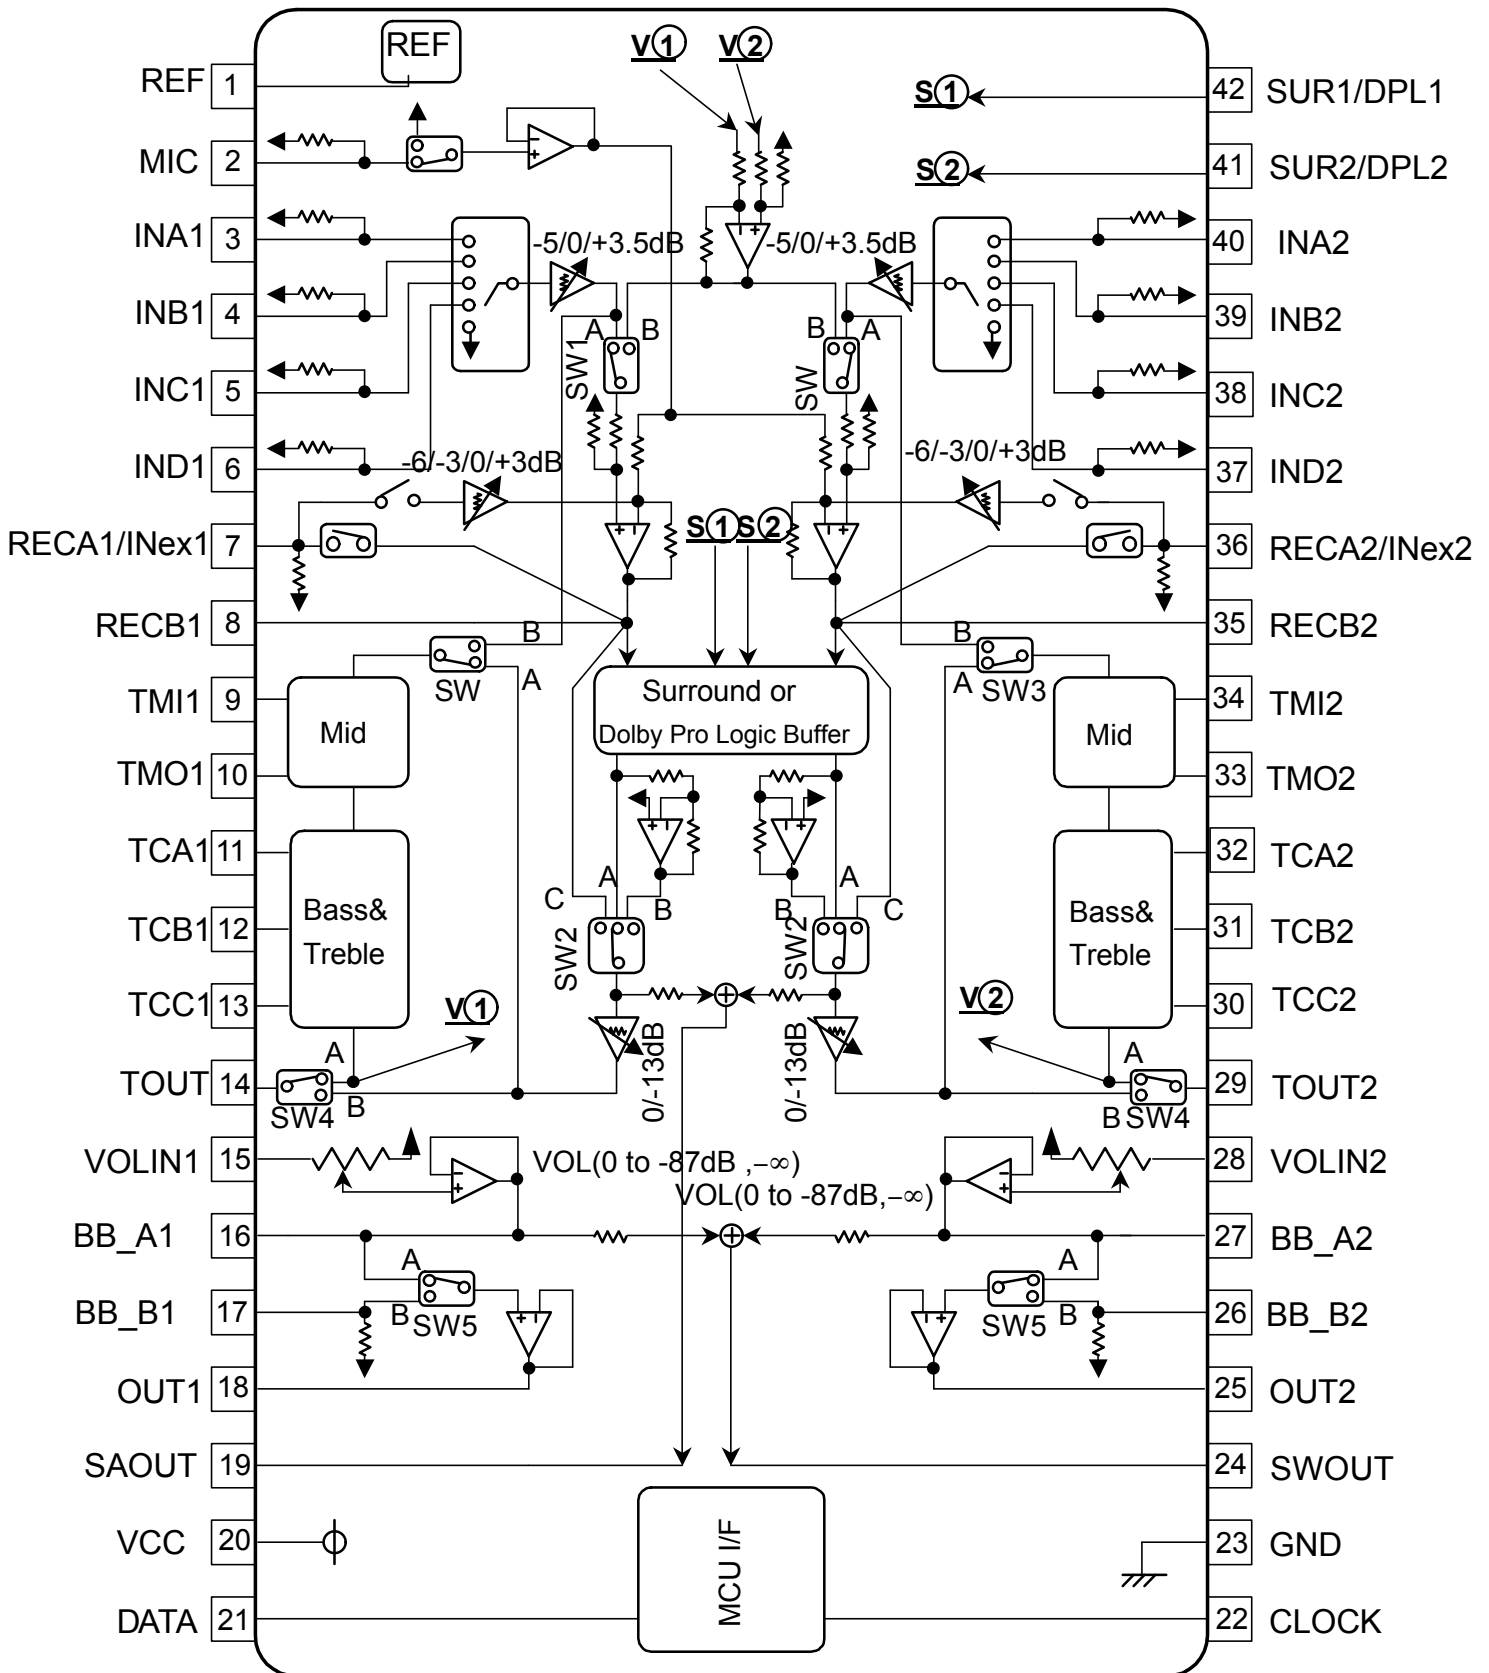 REF
V① V②
REF 1
42 SUR1/DPL1
S①
MIC 2
41 SUR2/DPL2
S②
INA1 3
-5/0/+3.5dB
-5/0/+3.5dB
40 INA2
INB1 4
39 INB2
A B
B A
SW1
SW
INC1 5
38 INC2
IND1 6
-6/-3/0/+3dB
-6/-3/0/+3dB
37 IND2
S① S②
RECA1/INex1 7
36 RECA2/INex2
RECB1 8
35 RECB2
B
A
SW
B
A
SW3
Surround or
Dolby Pro Logic Buffer
TMI1 9
34 TMI2
Mid
Mid
TMO1 10
33 TMO2
TCA1 11
32 TCA2
C A B
B A C
Bass&
Treble
Bass&
Treble
TCB1 12
31 TCB2
SW2
SW2
TCC1 13
30 TCC2
V①
V②
0/-13dB
0/-13dB
A
B
SW4
A
B SW4
TOUT 14
29 TOUT2
VOLIN1 15
VOL(0 to -87dB ,−∞)
28 VOLIN2
VOL(0 to -87dB,−∞)
BB_A1 16
27 BB_A2
A
B SW5
A
SW5 B
BB_B1 17
26 BB_B2
OUT1 18
25 OUT2
SAOUT 19
24 SWOUT
VCC 20
23 GND
MCU I/F
DATA 21
22 CLOCK
+ -